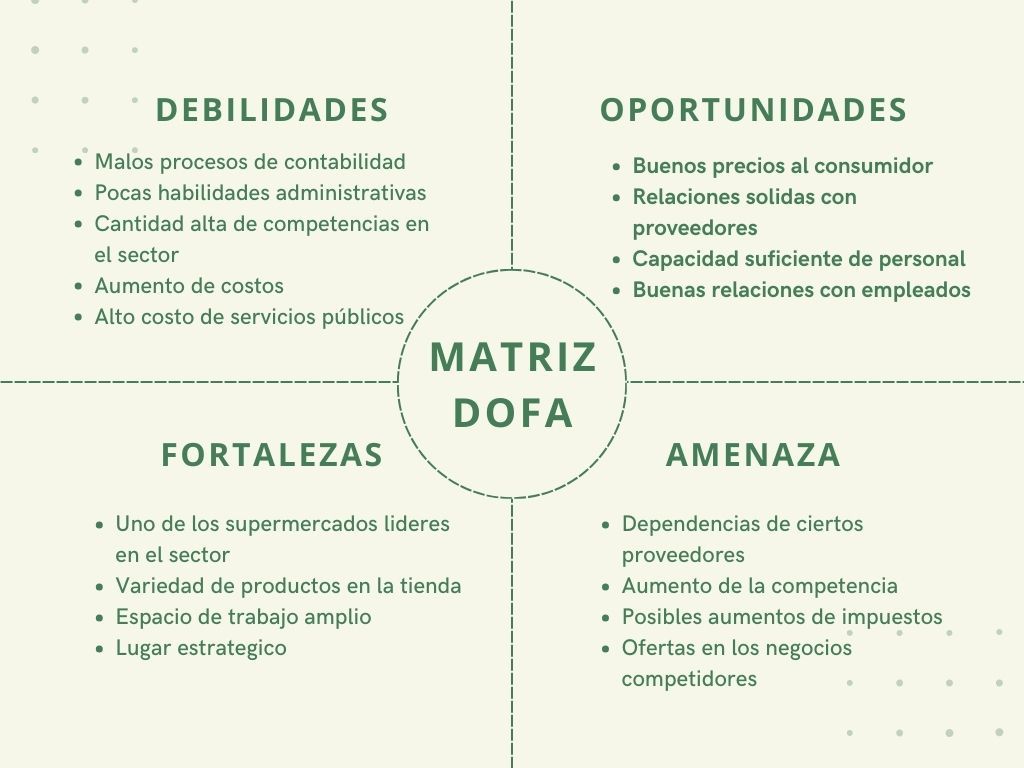 DEBILIDADES
• Malos procesos de contabilidad
• Pocas habilidades administrativas
• Cantidad alta de competencias en
el sector
• Aumento de costos
• Alto costo de servicios públicos
OPORTUNIDADES
• Buenos precios al consumidor
• Relaciones solidas con
proveedores
• Capacidad suficiente de personal
• Buenas relaciones con empleados
MATRIZ
DOFA
FORTALEZAS
• Uno de los supermercados lideres
en el sector
• Variedad de productos en la tienda
• Espacio de trabajo amplio
• Lugar estrategico
AMENAZA
• Dependencias de ciertos
proveedores
• Aumento de la competencia
• Posibles aumentos de impuestos
• Ofertas en los negocios
competidores